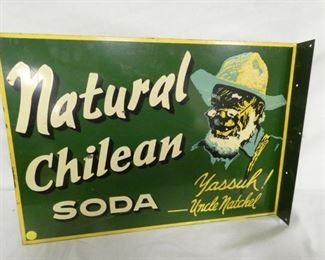 Natural
Chilean
SODA
Yassuh!
—Uncle Natchel